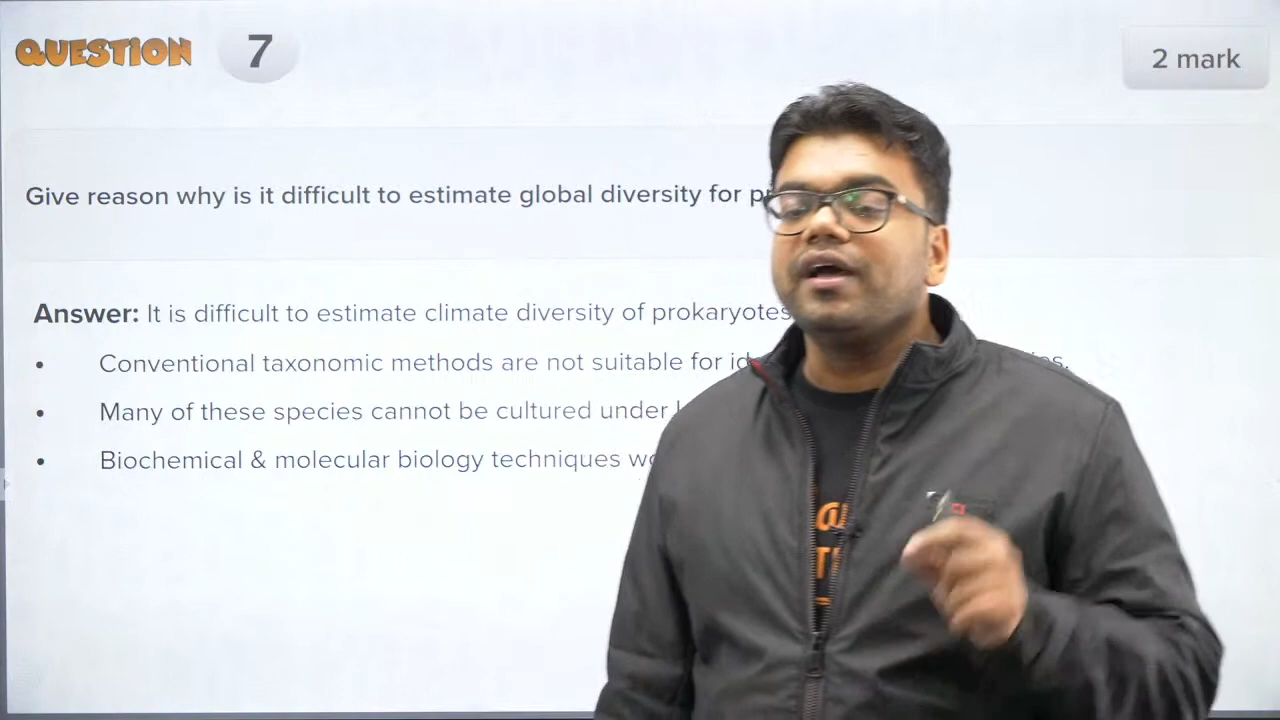 QUESTION 7
2 mark
Give reason why is it difficult to estimate global diversity for
Answer: It is difficult to estimate climate diversity of prokaryotes
• Conventional taxonomic methods are not suitable for
• Many of these species cannot be cultured under
• Biochemical & molecular biology techniques